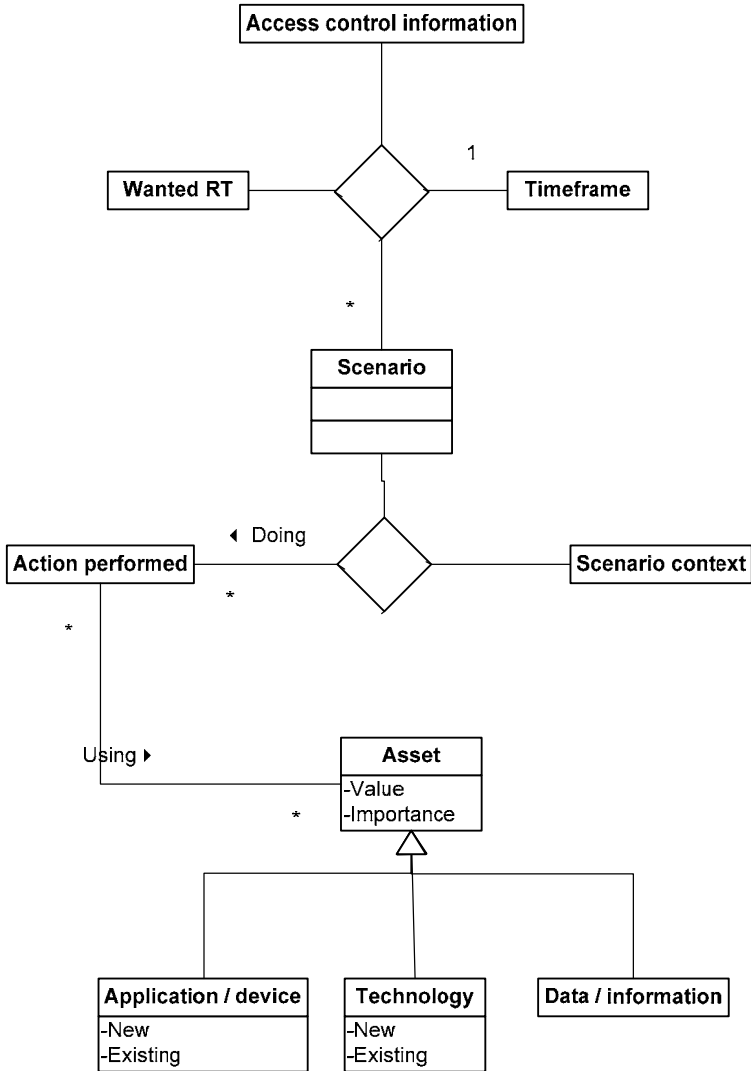 Access control information
1
Wanted RT
Timeframe
*
Scenario
◄ Doing
Action performed
Scenario context
*
*
Using ►
Asset
-Value
-Importance
*
Application / device
-New
-Existing
Technology
-New
-Existing
Data / information